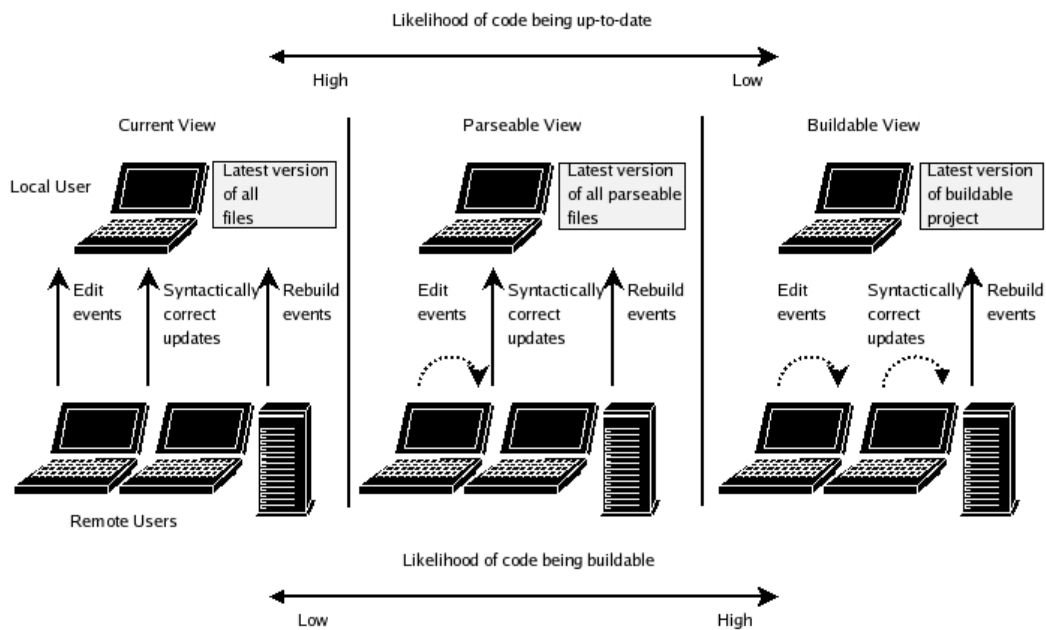 Likelihood of code being up-to-date
High
Low
Current View
Parseable View
Buildable View
Local User
Latest version
of all
files
Latest version
of all parseable
files
Latest version
of buildable
project
Edit
events
Syntactically
correct
updates
Rebuild
events
Edit
events
Syntactically
correct
updates
Rebuild
events
Edit
events
Syntactically
correct
updates
Rebuild
events
Remote Users
Likelihood of code being buildable
Low
High